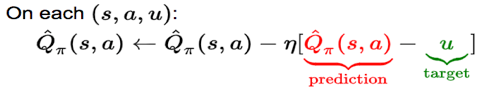 On each (s, a, u):
Q̂π(s, a) ← Q̂π(s, a) − η[Q̂π(s, a) − u]
prediction target